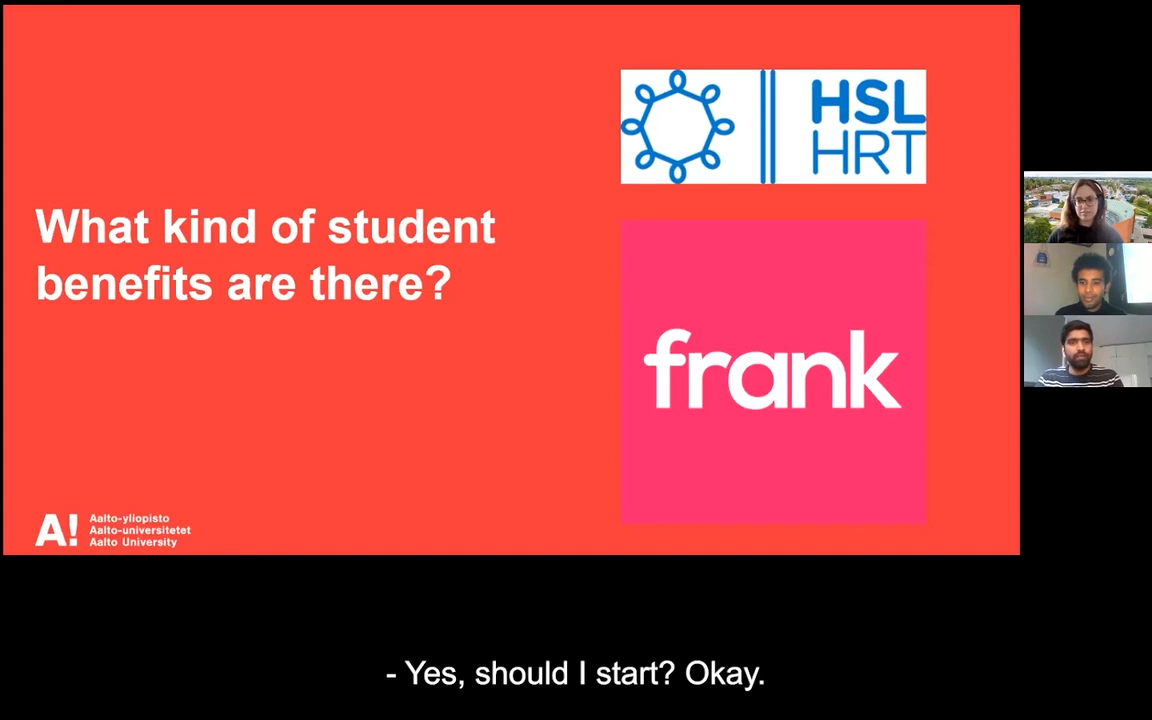 What kind of student
benefits are there?
HSL
HRT
frank
A!
Aalto-yliopisto
Aalto-universitetet
Aalto University
- Yes, should I start? Okay.